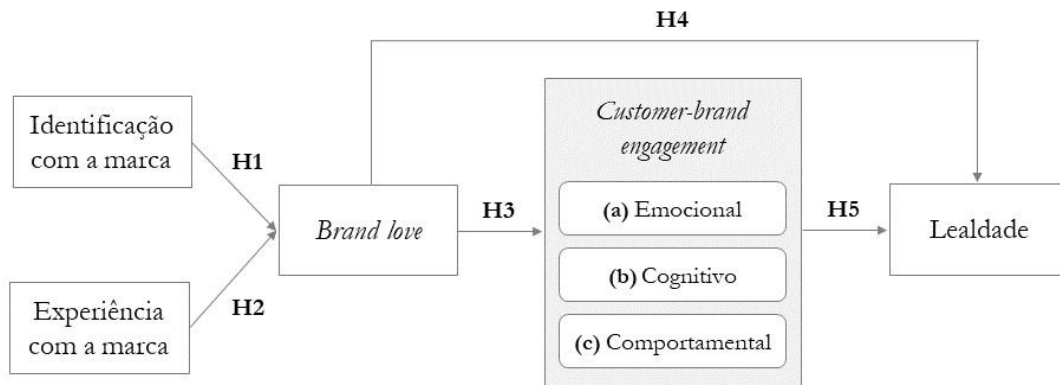 H4
Identificação
com a marca
H1
Customer-brand
engagement
(a) Emocional
H3
H5
Brand love
Lealdade
(b) Cognitivo
H2
Experiência
com a marca
(c) Comportamental